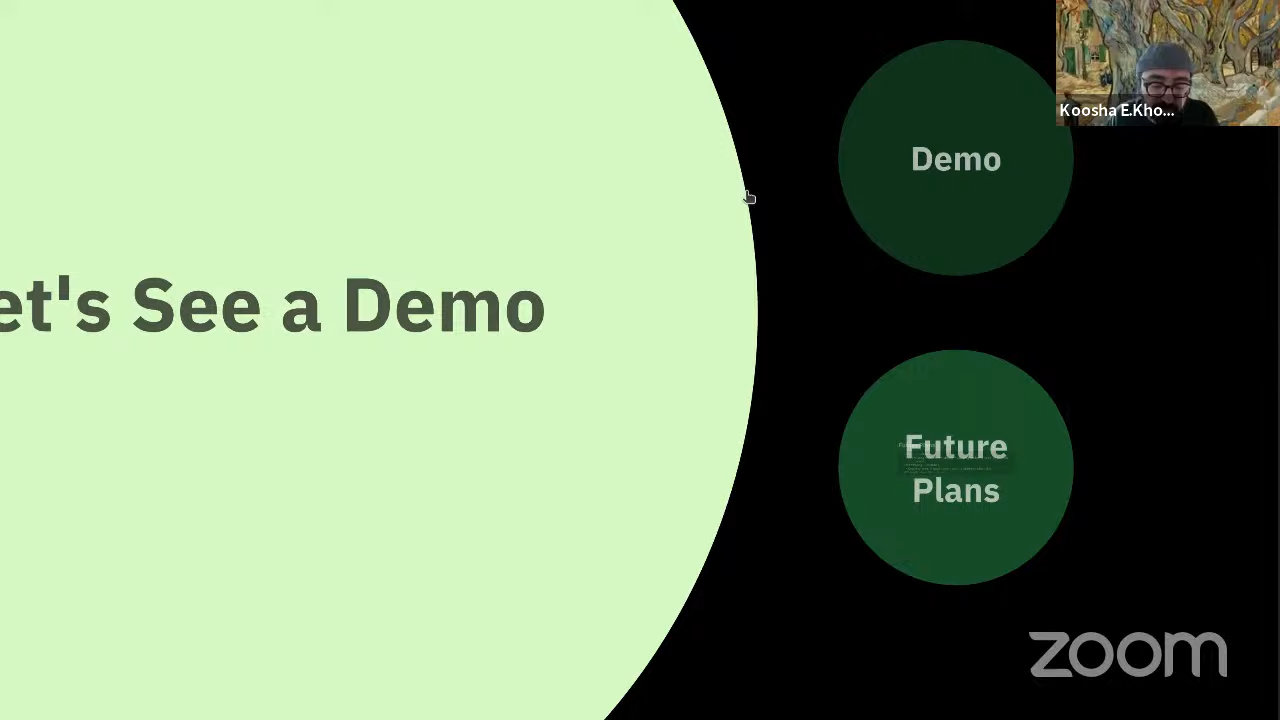 et's See a Demo
Demo
Future
Plans
Koosha E.Kho...
zoom